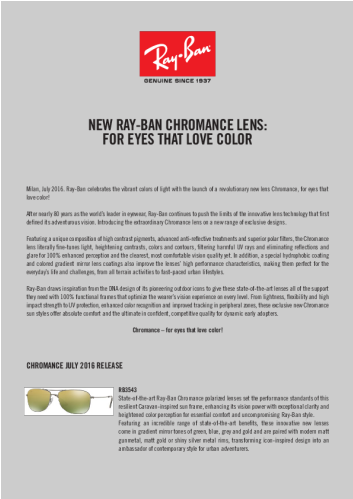 Ray-Ban
GENUINE SINCE 1937
NEW RAY-BAN CHROMANCE LENS:
FOR EYES THAT LOVE COLOR
Milan, July 2016. Ray-Ban celebrates the vibrant colors of light with the launch of a revolutionary new lens Chromance, for eyes that
love color!
After nearly 80 years as the world's leader in eyewear, Ray-Ban continues to push the limits of the innovative lens technology that first
defined its adventurous vision. Introducing the extraordinary Chromance lens on a new range of exclusive designs.
Featuring a unique composition of high contrast pigments, advanced anti-reflective treatments and superior polar filters, the Chromance
lens literally fine-tunes light, heightening contrasts, colors and contours, filtering harmful UV rays and eliminating reflections and
glare for 100% enhanced perception and the clearest, most comfortable vision quality yet. In addition, a special hydrophobic coating
and colored gradient mirror lens coatings also improve the lenses' high performance characteristics, making them perfect for the
everyday's life and challenges, from all terrain activities to fast-paced urban lifestyles.
Ray-Ban draws inspiration from the DNA design of its pioneering outdoor icons to give these state-of-the-art lenses all of the support
they need with 100% functional frames that optimize the wearer's vision experience on every level. From lightness, flexibility and high
impact strength to UV protection, enhanced color recognition and improved tracking in peripheral zones, these exclusive new Chromance
sun styles offer absolute comfort and the ultimate in confident, competitive quality for dynamic early adopters.
Chromance – for eyes that love color!
CHROMANCE JULY 2016 RELEASE
RB3543
State-of-the-art Ray-Ban Chromance polarized lenses set the performance standards of this
resilient Caravan-inspired sun frame, enhancing its vision power with exceptional clarity and
heightened color perception for essential comfort and uncompromising Ray-Ban style.
Featuring an incredible range of state-of-the-art benefits, these innovative new lenses
come in gradient mirror tones of green, blue, grey and gold and are paired with modern matt
gunmetal, matt gold or shiny silver metal rims, transforming icon-inspired design into an
ambassador of contemporary style for urban adventurers.